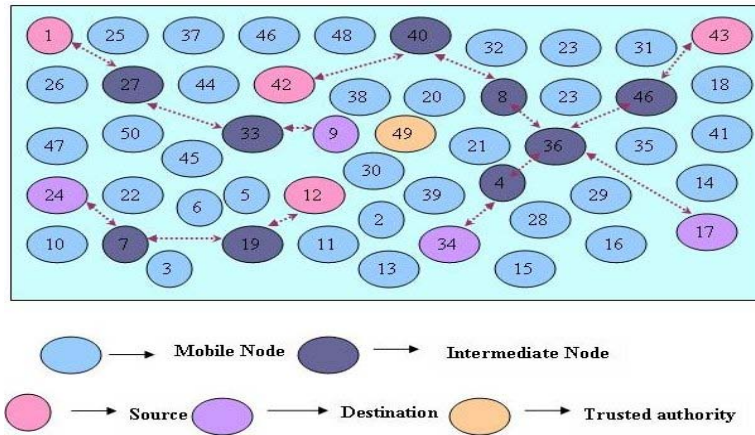 1 25 37 46 48 40 32 23 31 43
26 27 44 42 38 20 8 23 46 18
47 50 45 33 9 49 21 36 35 41
24 22 6 5 12 30 39 4 29 14
10 7 3 19 11 2 13 34 28 15 16 17
Mobile Node Intermediate Node
Source Destination Trusted authority